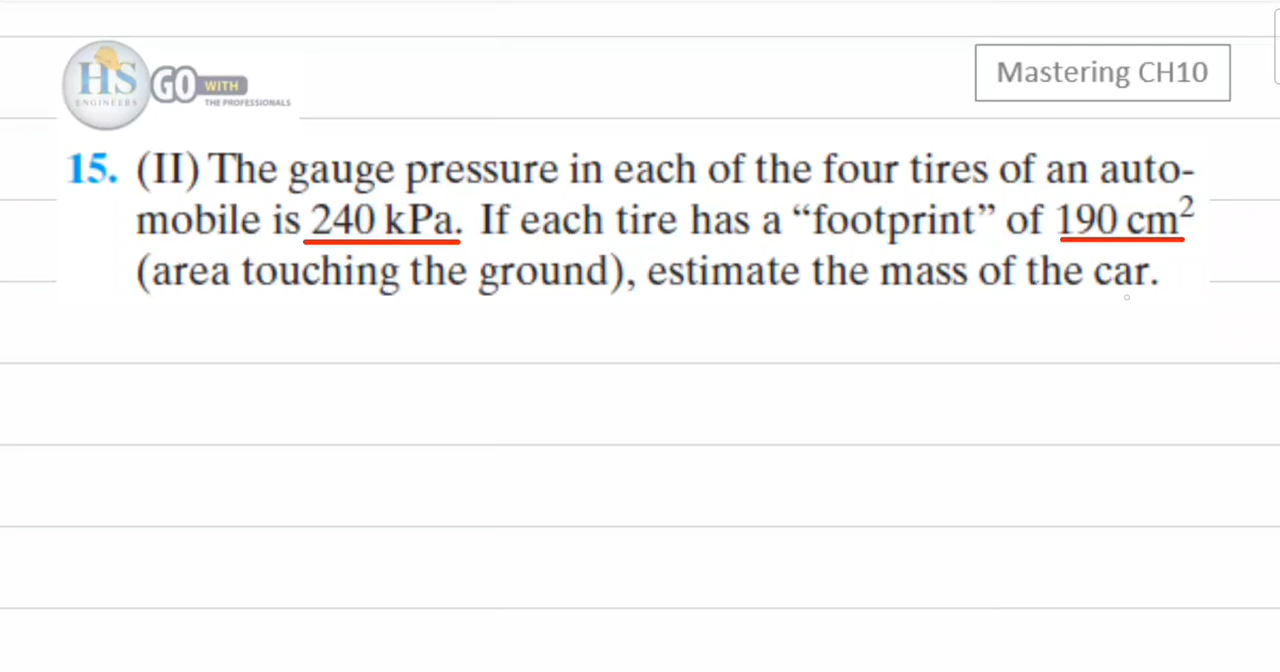 HS
ENGINEERS
GO WITH
THE PROFESSIONALS
Mastering CH10
15. (II) The gauge pressure in each of the four tires of an auto-
mobile is 240 kPa. If each tire has a “footprint” of 190 cm²
(area touching the ground), estimate the mass of the car.